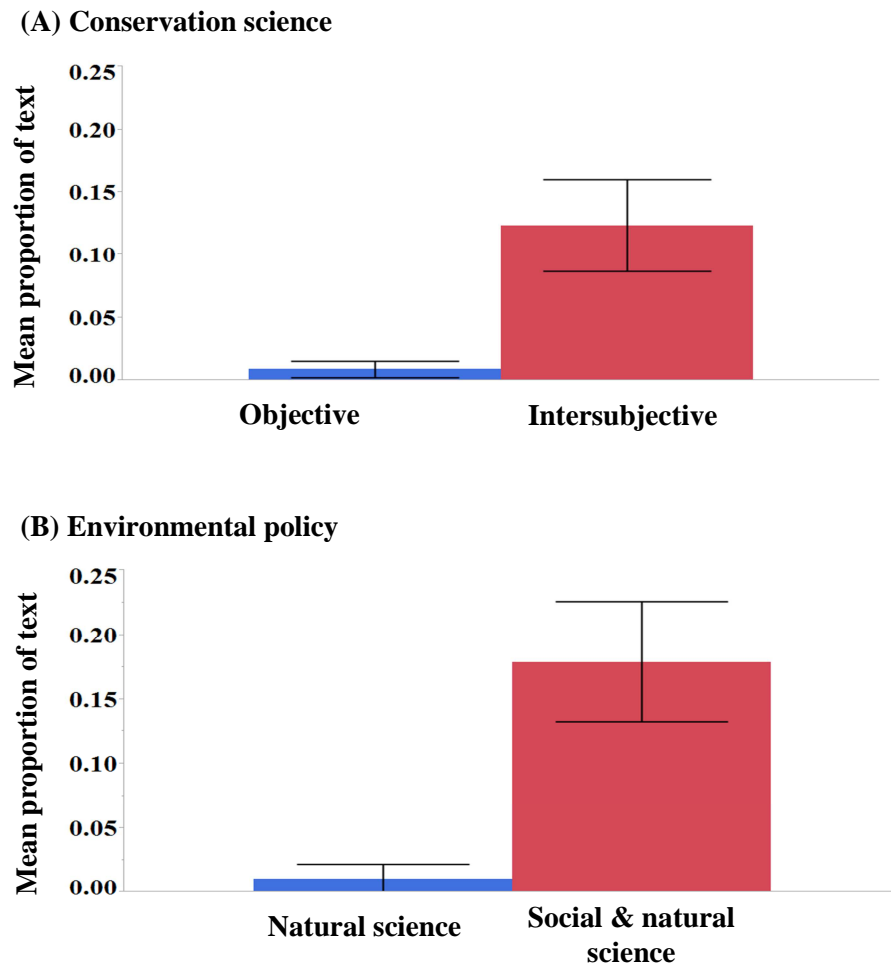 (A) Conservation science
Mean proportion of text
0.25
0.20
0.15
0.10
0.05
0.00
Objective
Intersubjective
(B) Environmental policy
Mean proportion of text
0.25
0.20
0.15
0.10
0.05
0.00
Natural science
Social & natural
science